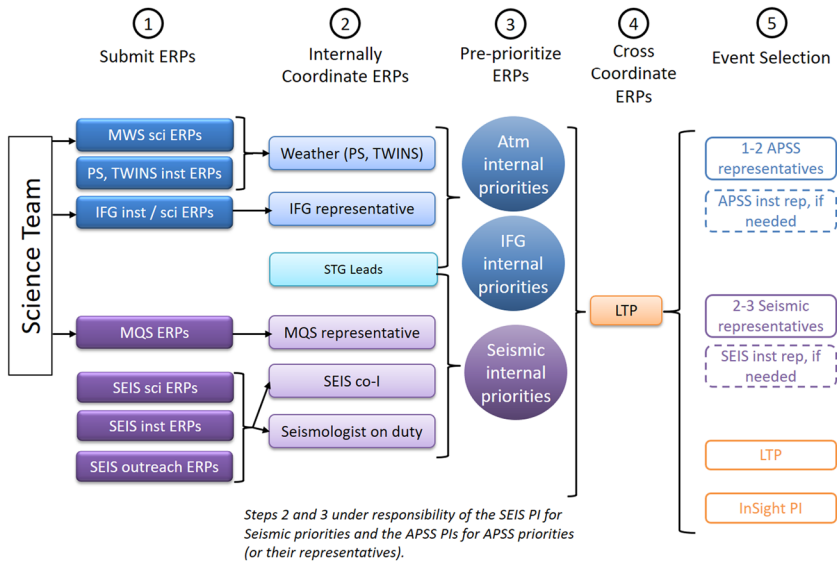 1
Submit ERPs
2
Internally
Coordinate ERPs
3
Pre-prioritize
ERPs
4
Cross
Coordinate
ERPs
5
Event Selection
Science Team
MWS sci ERPs
PS, TWINS inst ERPs
IFG inst / sci ERPs
MQS ERPs
SEIS sci ERPs
SEIS inst ERPs
SEIS outreach ERPs
Weather (PS, TWINS)
IFG representative
STG Leads
MQS representative
SEIS co-I
Seismologist on duty
Atm
internal
priorities
IFG
internal
priorities
Seismic
internal
priorities
LTP
1-2 APSS
representatives
APSS inst rep, if
needed
2-3 Seismic
representatives
SEIS inst rep, if
needed
LTP
InSight PI
Steps 2 and 3 under responsibility of the SEIS PI for
Seismic priorities and the APSS PIs for APSS priorities
(or their representatives).